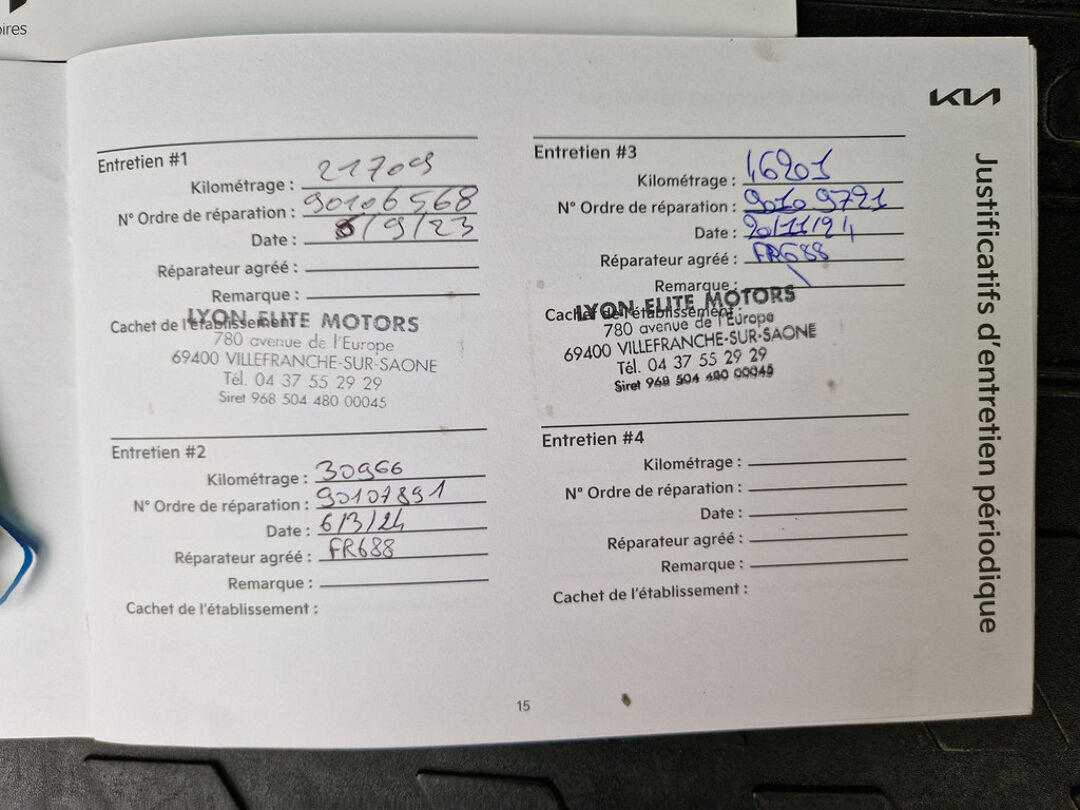 oires
KIA
Justificatifs d'entretien périodique
Entretien #1
Kilométrage : 21709
N° Ordre de réparation : 90106568
Date : 8/9/23
Réparateur agréé :
Remarque :
Cachet de l'établissement :
LYON ELITE MOTORS
780 avenue de l'Europe
69400 VILLEFRANCHE-SUR-SAONE
Tél. 04 37 55 29 29
Siret 968 504 480 00045
Entretien #2
Kilométrage : 30966
N° Ordre de réparation : 90107891
Date : 6/3/24
Réparateur agréé : FR688
Remarque :
Cachet de l'établissement :
Entretien #3
Kilométrage : 46201
N° Ordre de réparation : 90109721
Date : 20/11/24
Réparateur agréé : FR688
Remarque : \
Cachet de l'établissement :
LYON ELITE MOTORS
780 avenue de l'Europe
69400 VILLEFRANCHE-SUR-SAONE
Tél. 04 37 55 29 29
Siret 968 504 480 00045
Entretien #4
Kilométrage :
N° Ordre de réparation :
Date :
Réparateur agréé :
Remarque :
Cachet de l'établissement :
15